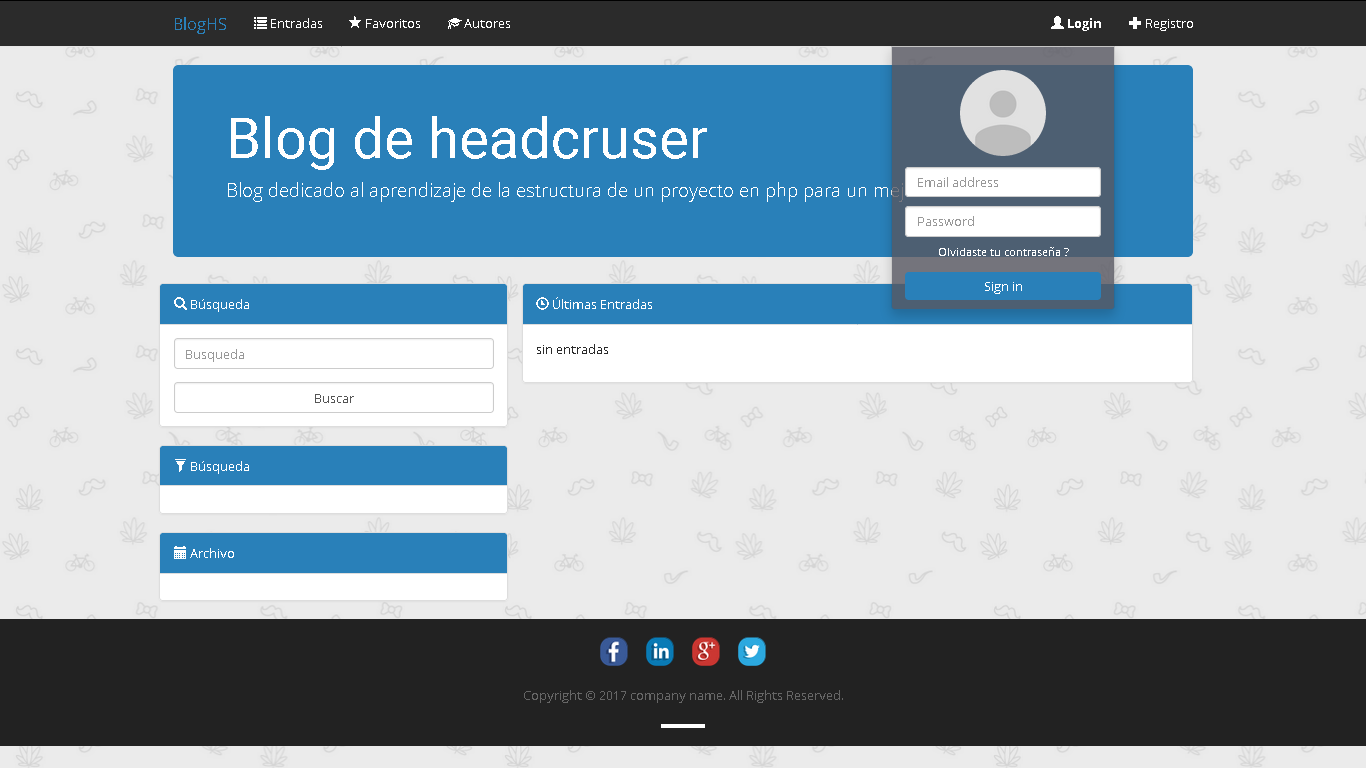 BlogHS Entradas Favoritos Autores Login Registro
Blog de headcruser
Blog dedicado al aprendizaje de la estructura de un proyecto en php para un mej
Email address
Password
Olvidaste tu contraseña ?
Sign in
Búsqueda
Busqueda
Buscar
Búsqueda
Archivo
Últimas Entradas
sin entradas
f in g+
Copyright © 2017 company name. All Rights Reserved.